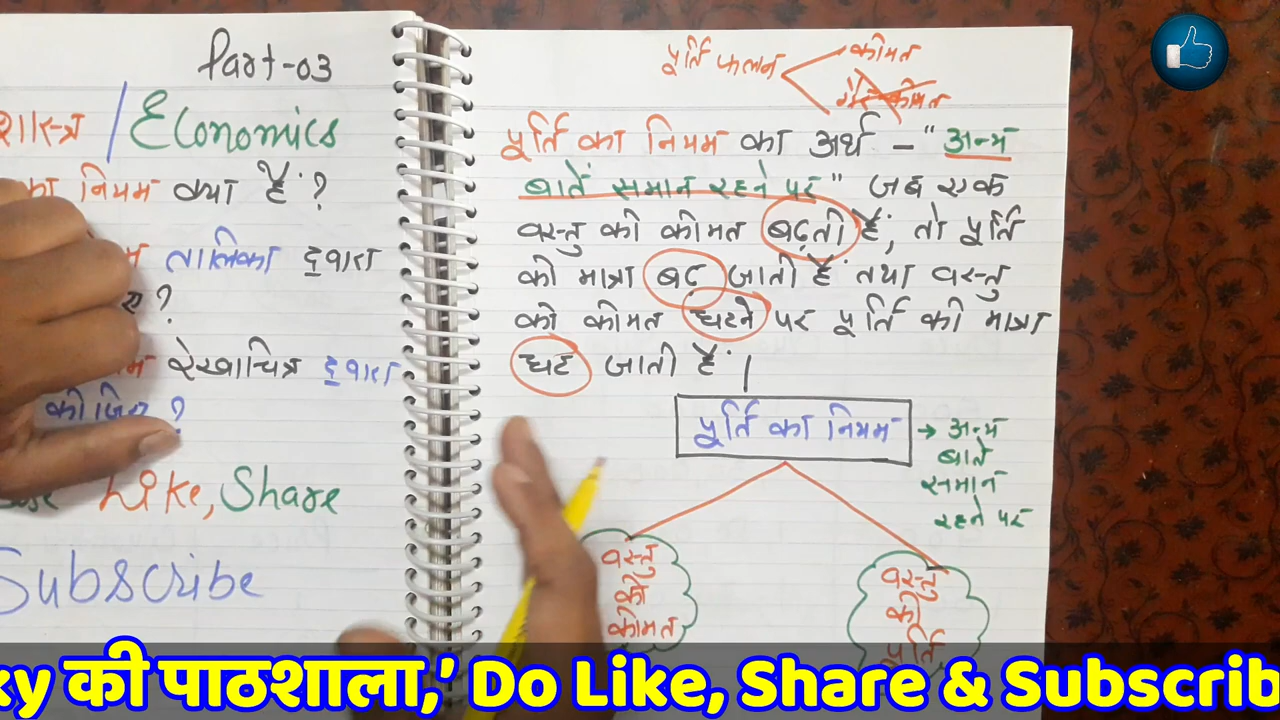 Part-03
शास्त्र / Economics
का नियम क्या है ?
तालिका द्वारा
रेखाचित्र द्वारा
कीजिए ?
Like, Share
Subscribe
पूर्ति फलन
कीमत
गैर कीमत
पूर्ति का नियम का अर्थ - " अन्य
बातें समान रहने पर " जब एक
वस्तु की कीमत बढ़ती है, तो पूर्ति
की मात्रा बढ़ जाती है तथा वस्तु
की कीमत घटने पर पूर्ति की मात्रा
घट जाती है |
पूर्ति का नियम → अन्य
बातें
समान
रहने पर
वस्तु
की
कीमत
वस्तु
की
पूर्ति
ky की पाठशाला,’ Do Like, Share & Subscrib